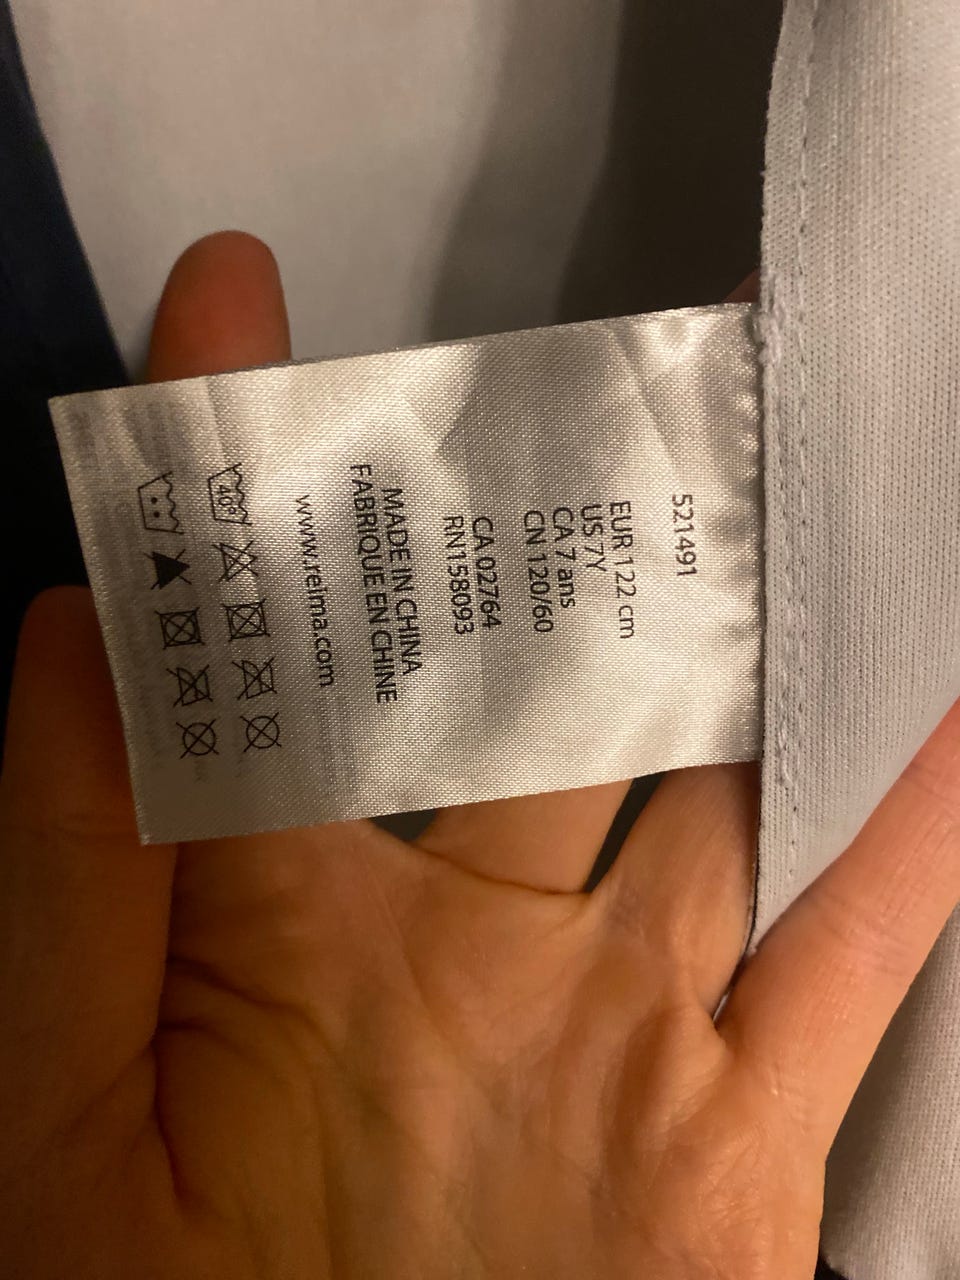 521491
EUR 122 cm
US 7Y
CA 7 ans
CN 120/60
CA 02764
RN158093
MADE IN CHINA
FABRIQUE EN CHINE
www.reima.com
40°